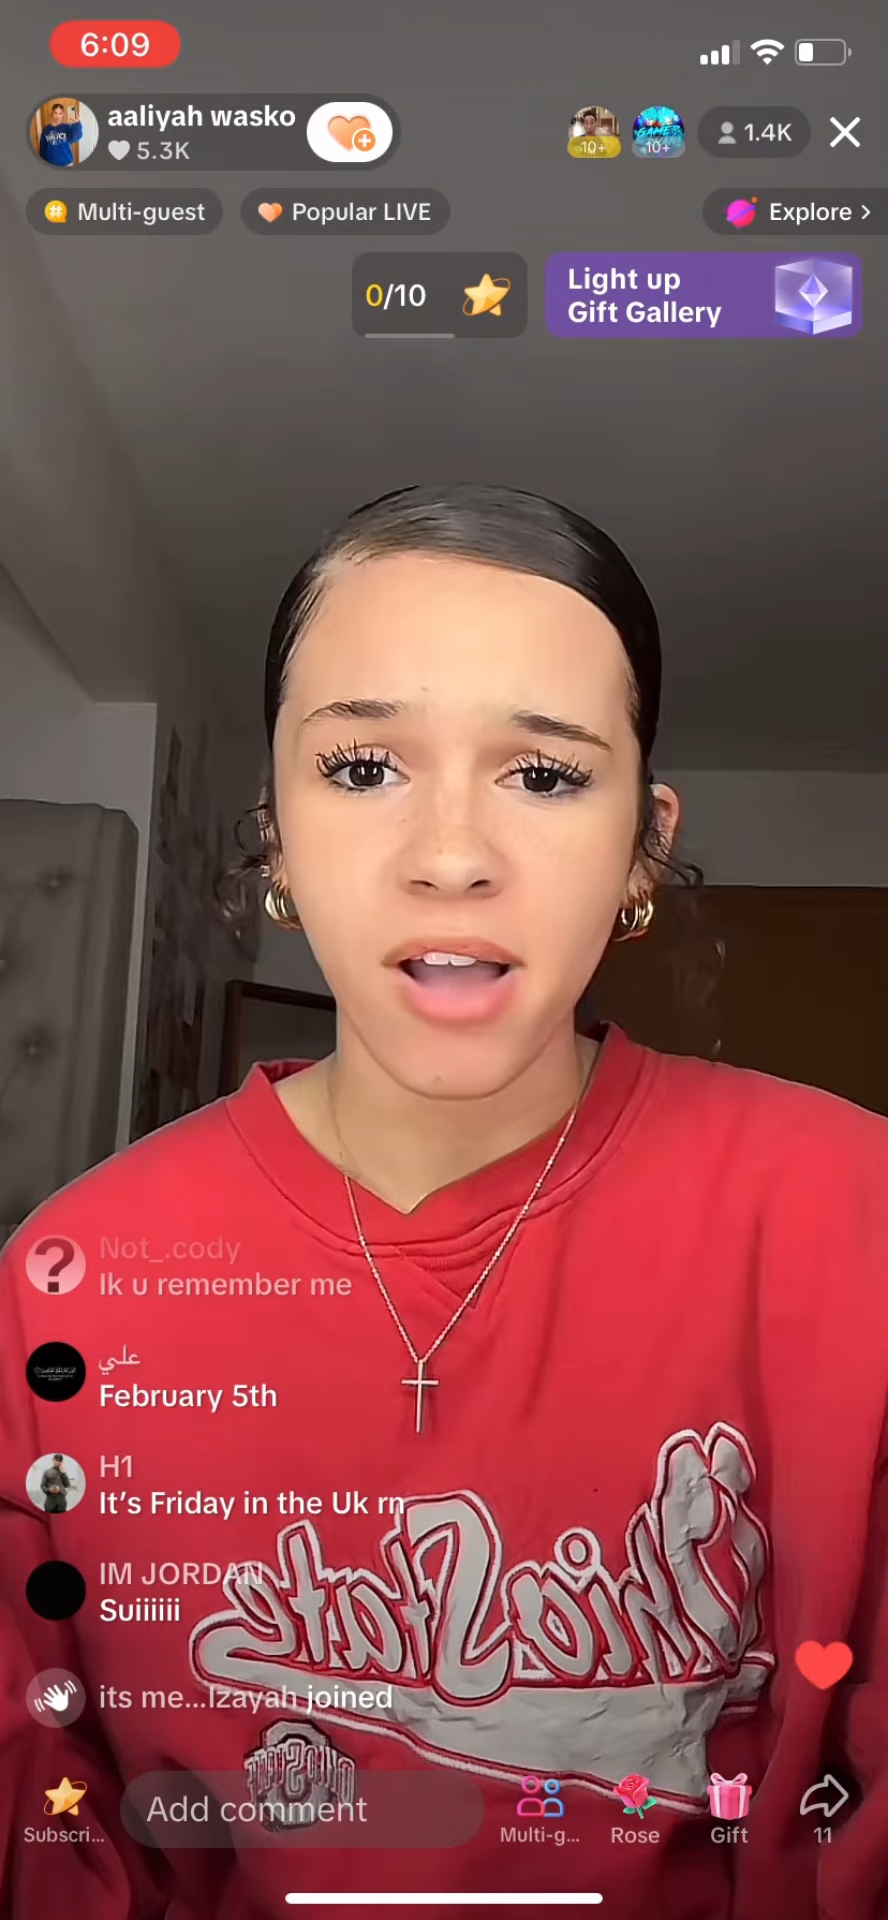 6:09
aaliyah wasko
5.3K
10+
10+
1.4K
Multi-guest
Popular LIVE
Explore >
0/10
Light up
Gift Gallery
Not_.cody
Ik u remember me
علي
February 5th
H1
It's Friday in the Uk rn
IM JORDAN
Suiiiiii
its me...Izayah joined
Ohio State
OHIO STATE
Add comment
Subscri...
Multi-g...
Rose
Gift
11